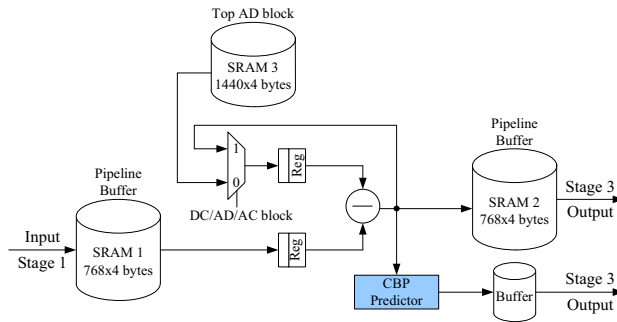 Top AD block
SRAM 3
1440x4 bytes
Pipeline
Buffer
1
0
Reg
DC/AD/AC block
Pipeline
Buffer
SRAM 2
768x4 bytes
Stage 3
Output
Input
Stage 1
SRAM 1
768x4 bytes
Reg
CBP
Predictor
Buffer
Stage 3
Output